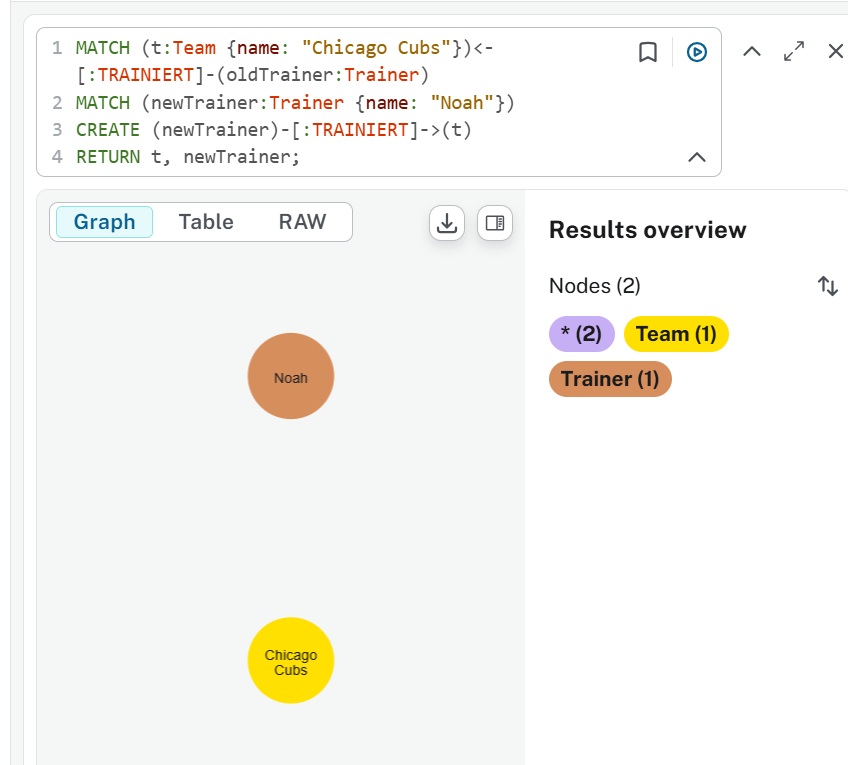 1 MATCH (t:Team {name: "Chicago Cubs"})<-
[:TRAINIERT]-(oldTrainer:Trainer)
2 MATCH (newTrainer:Trainer {name: "Noah"})
3 CREATE (newTrainer)-[:TRAINIERT]->(t)
4 RETURN t, newTrainer;
Graph Table RAW
Results overview
Nodes (2)
* (2) Team (1)
Trainer (1)
Noah
Chicago
Cubs